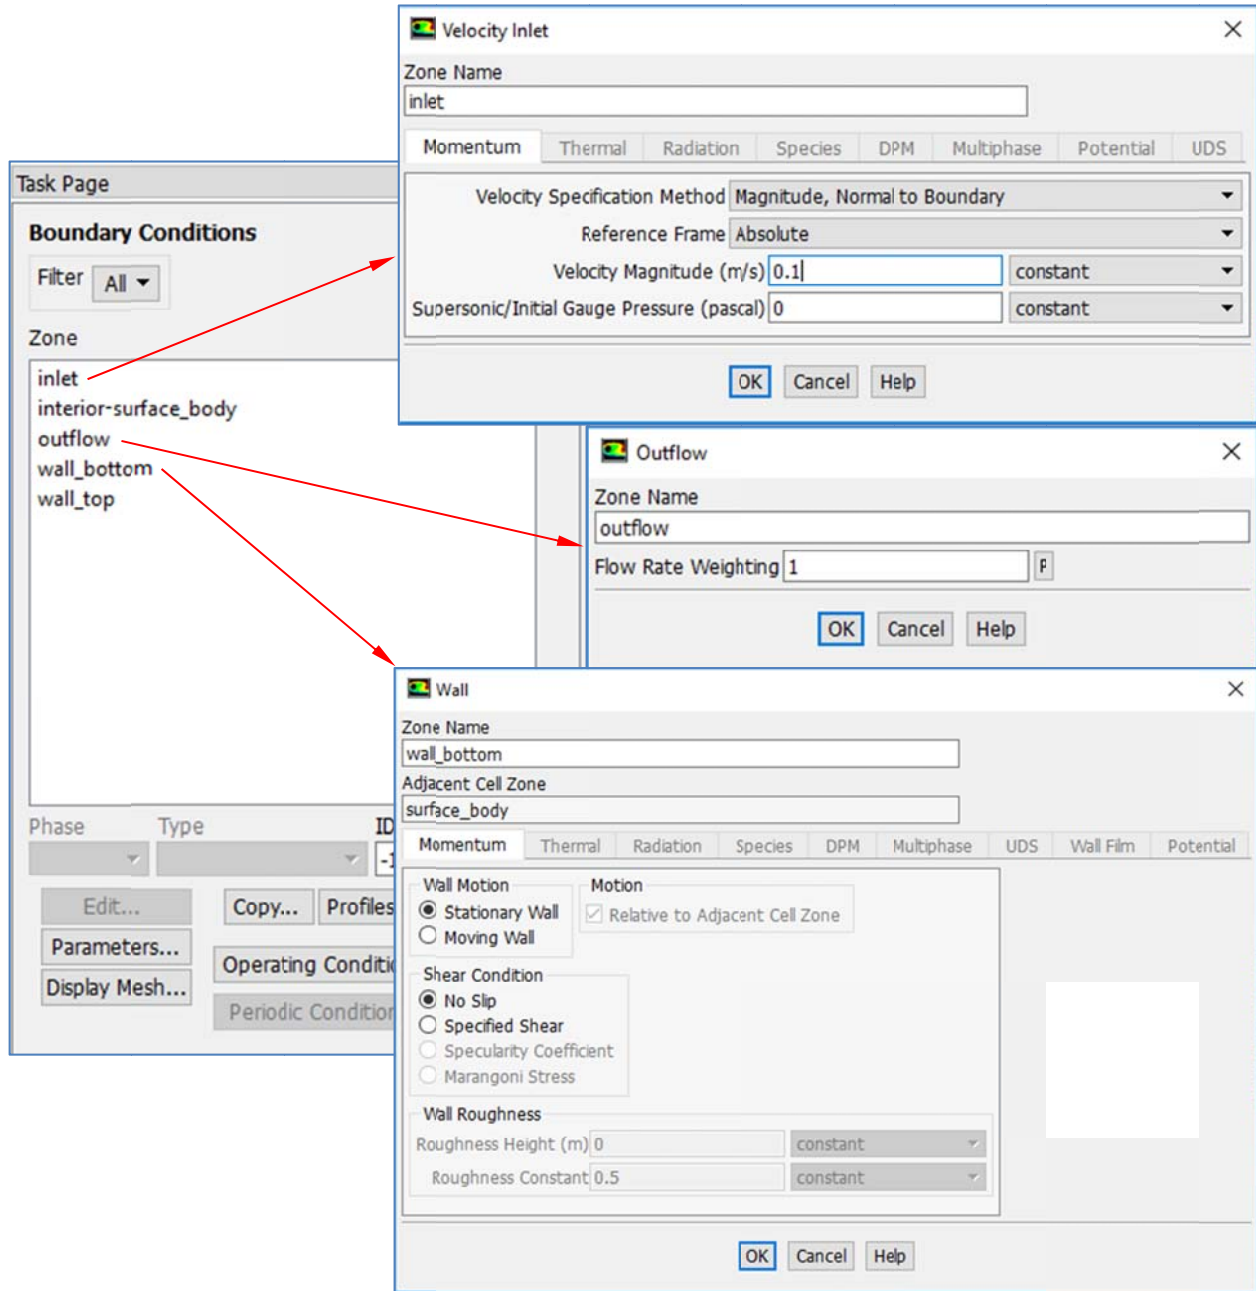 Velocity Inlet
Zone Name
inlet
Momentum Thermal Radiation Species DPM Multiphase Potential UDS
Velocity Specification Method Magnitude, Normal to Boundary
Reference Frame Absolute
Velocity Magnitude (m/s) 0.1 constant
Supersonic/Initial Gauge Pressure (pascal) 0 constant
OK Cancel Help
Task Page
Boundary Conditions
Filter All
Zone
inlet
interior-surface_body
outflow
wall_bottom
wall_top
Phase Type ID
-1
Edit... Copy... Profiles
Parameters...
Operating Conditio
Display Mesh...
Periodic Condition
Outflow
Zone Name
outflow
Flow Rate Weighting 1 P
OK Cancel Help
Wall
Zone Name
wall_bottom
Adjacent Cell Zone
surface_body
Momentum Thermal Radiation Species DPM Multiphase UDS Wall Film Potential
Wall Motion Motion
Stationary Wall Relative to Adjacent Cell Zone
Moving Wall
Shear Condition
No Slip
Specified Shear
Specularity Coefficient
Marangoni Stress
Wall Roughness
Roughness Height (m) 0 constant
Roughness Constant 0.5 constant
OK Cancel Help